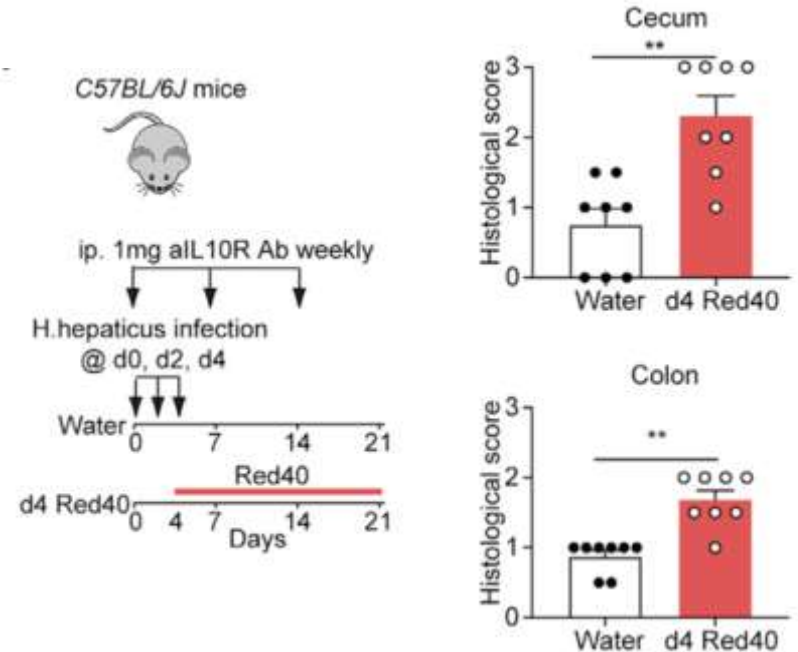 C57BL/6J mice
ip. 1mg aIL10R Ab weekly
H.hepaticus infection
@ d0, d2, d4
Water
0 7 14 21
Red40
d4 Red40
0 4 7 14 21
Days
Cecum
**
Histological score
3
2
1
0
Water d4 Red40
Colon
**
Histological score
3
2
1
0
Water d4 Red40